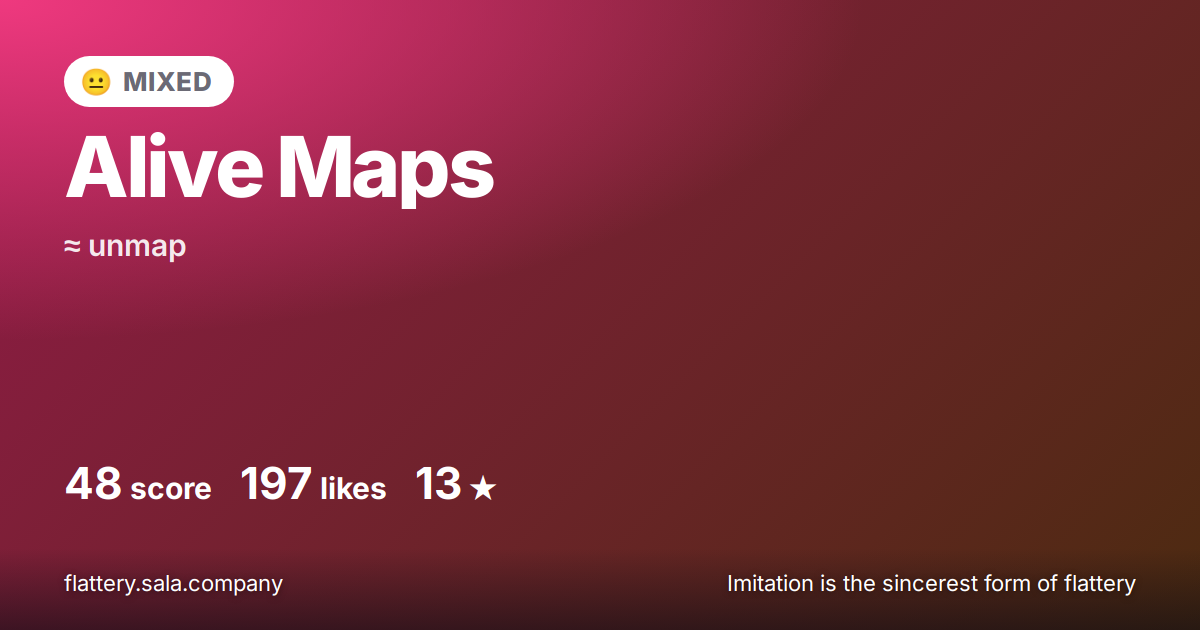 😐 MIXED
Alive Maps
≈ unmap
48 score 197 likes 13 ★
flattery.sala.company
Imitation is the sincerest form of flattery